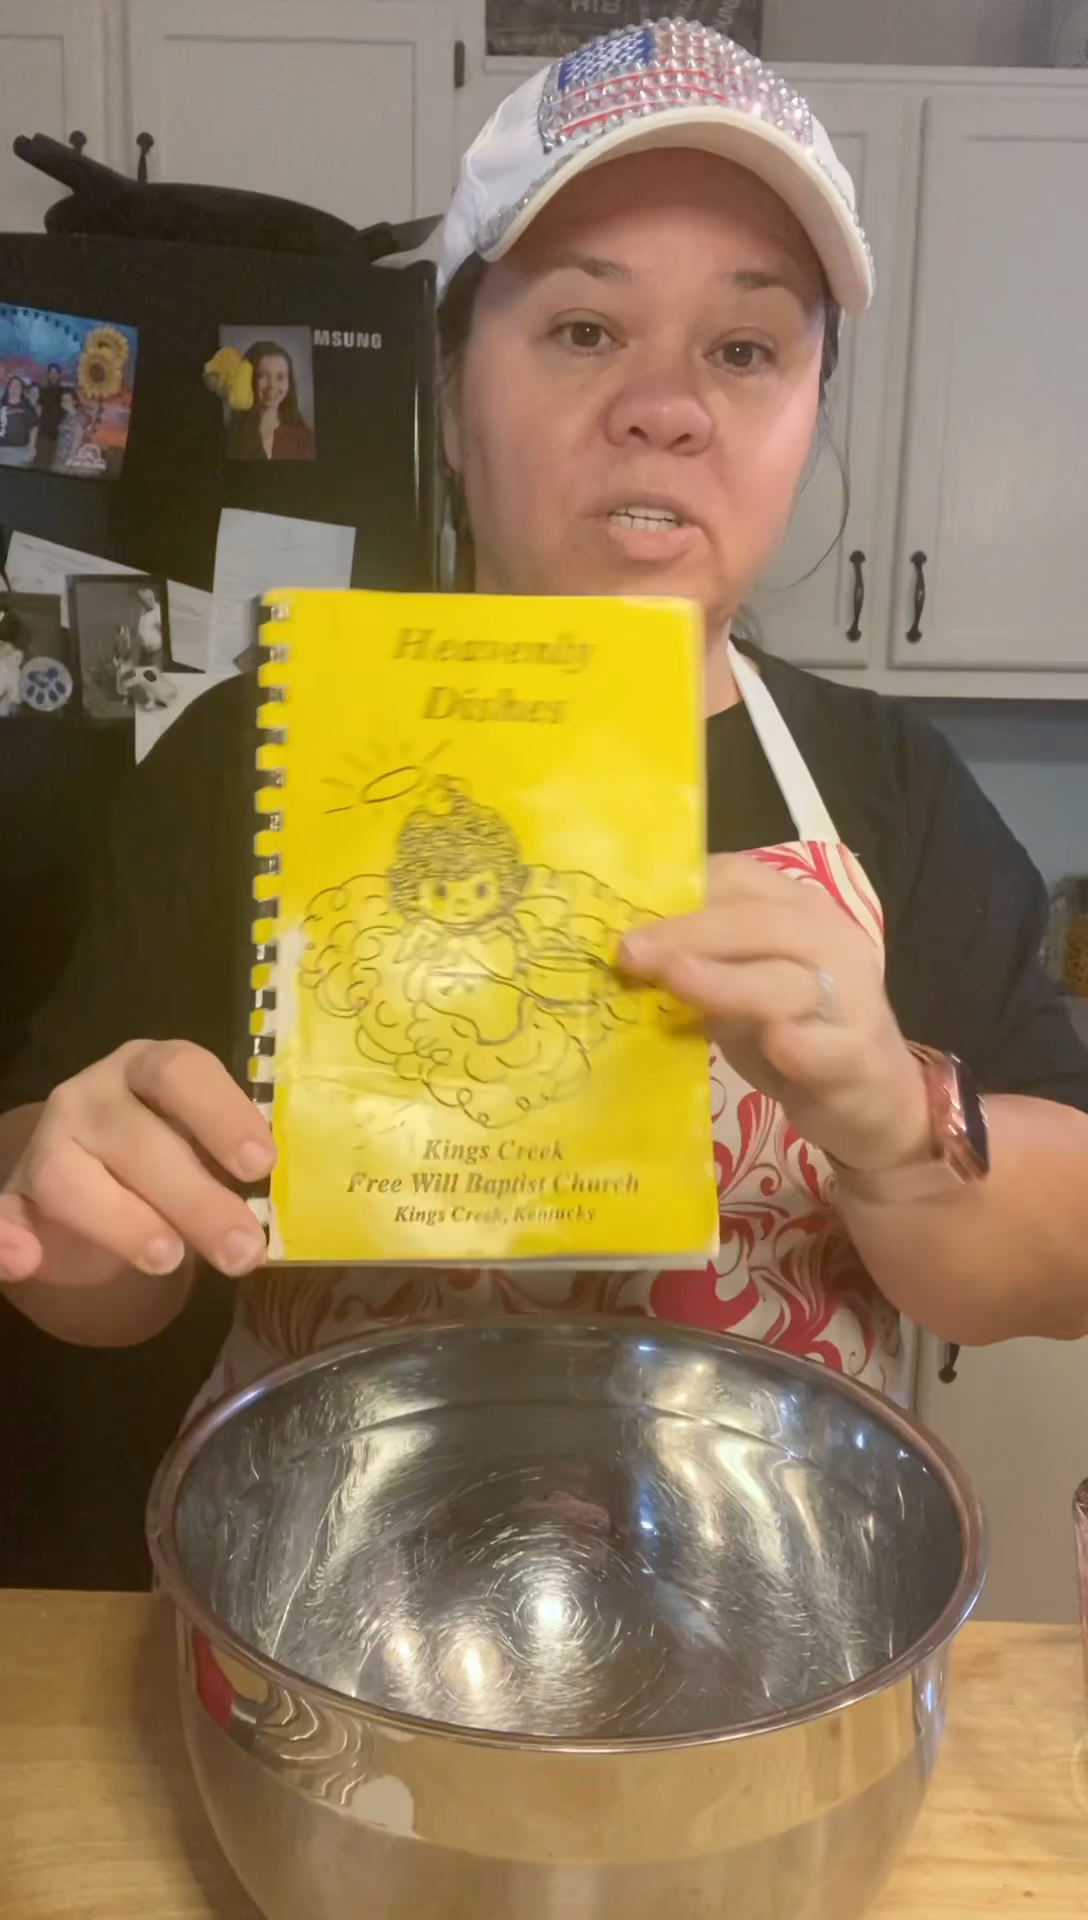 MSUNG
Heavenly
Dishes
Kings Creek
Free Will Baptist Church
Kings Creek, Kentucky